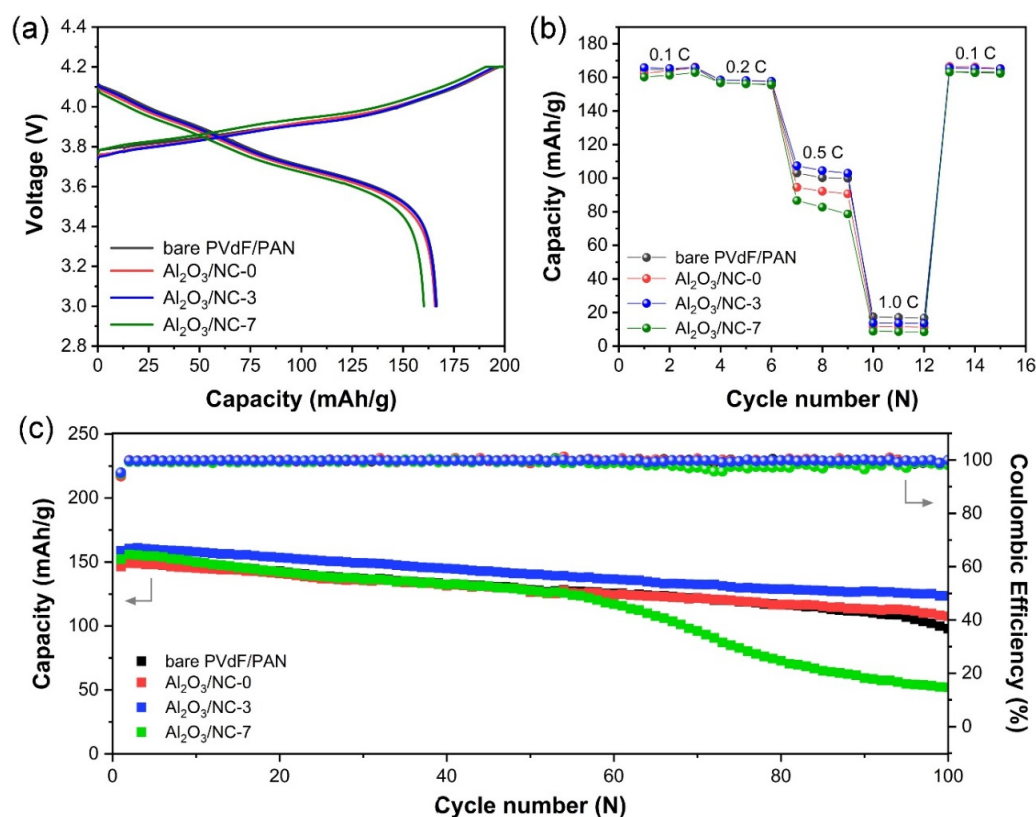 (a)
Voltage (V)
4.4
4.2
4.0
3.8
3.6
3.4
3.2
3.0
2.8
bare PVdF/PAN
Al₂O₃/NC-0
Al₂O₃/NC-3
Al₂O₃/NC-7
0 25 50 75 100 125 150 175 200
Capacity (mAh/g)
(b)
Capacity (mAh/g)
180
160
140
120
100
80
60
40
20
0
0.1 C
0.2 C
0.5 C
1.0 C
0.1 C
bare PVdF/PAN
Al₂O₃/NC-0
Al₂O₃/NC-3
Al₂O₃/NC-7
0 2 4 6 8 10 12 14 16
Cycle number (N)
(c)
Capacity (mAh/g)
250
200
150
100
50
0
bare PVdF/PAN
Al₂O₃/NC-0
Al₂O₃/NC-3
Al₂O₃/NC-7
0 20 40 60 80 100
Cycle number (N)
100
80
60
40
20
0
Coulombic Efficiency (%)